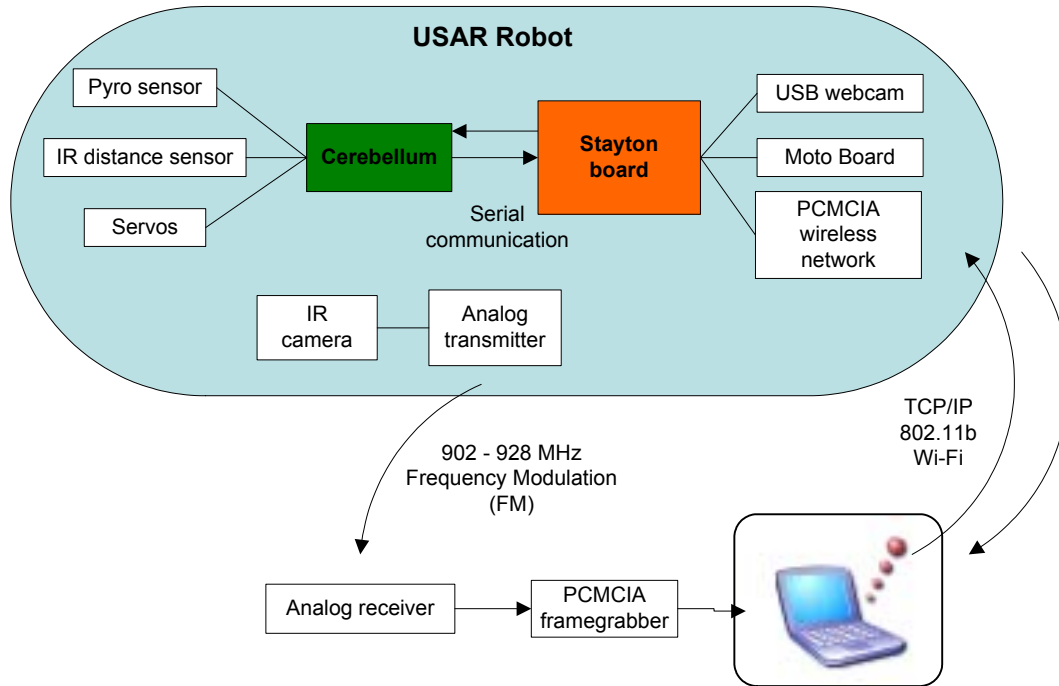 USAR Robot
Pyro sensor
IR distance sensor
Servos
Cerebellum
Serial
communication
Stayton
board
USB webcam
Moto Board
PCMCIA
wireless
network
IR
camera
Analog
transmitter
902 - 928 MHz
Frequency Modulation
(FM)
TCP/IP
802.11b
Wi-Fi
Analog receiver
PCMCIA
framegrabber